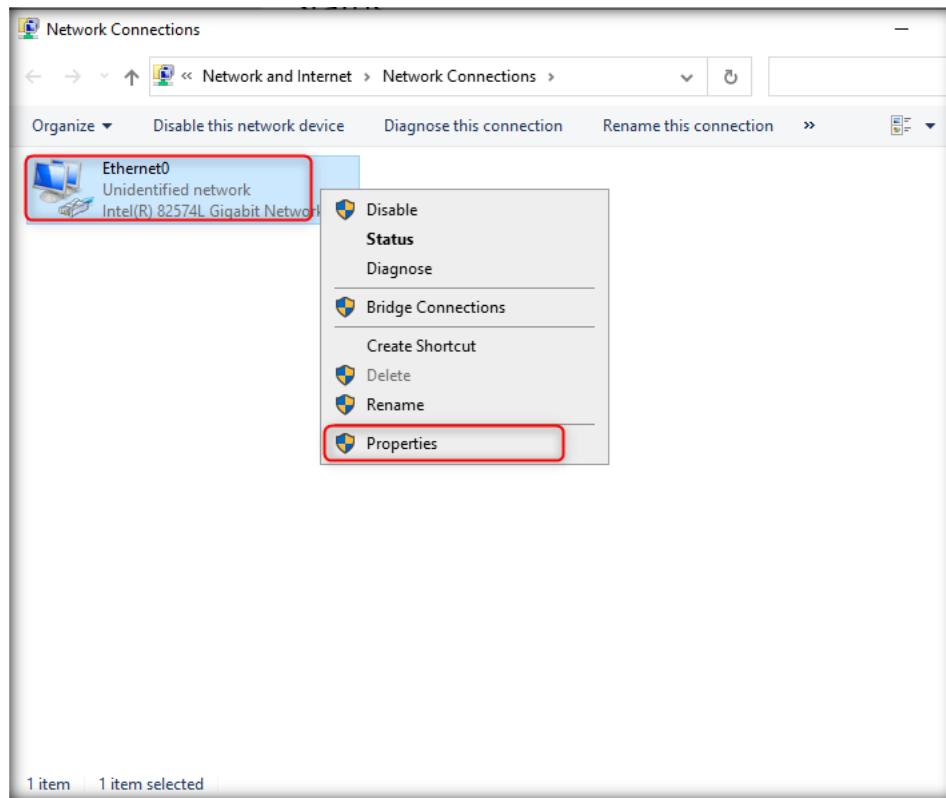 Network Connections
« Network and Internet > Network Connections >
Organize Disable this network device Diagnose this connection Rename this connection »
Ethernet0
Unidentified network
Intel(R) 82574L Gigabit Network
Disable
Status
Diagnose
Bridge Connections
Create Shortcut
Delete
Rename
Properties
1 item 1 item selected